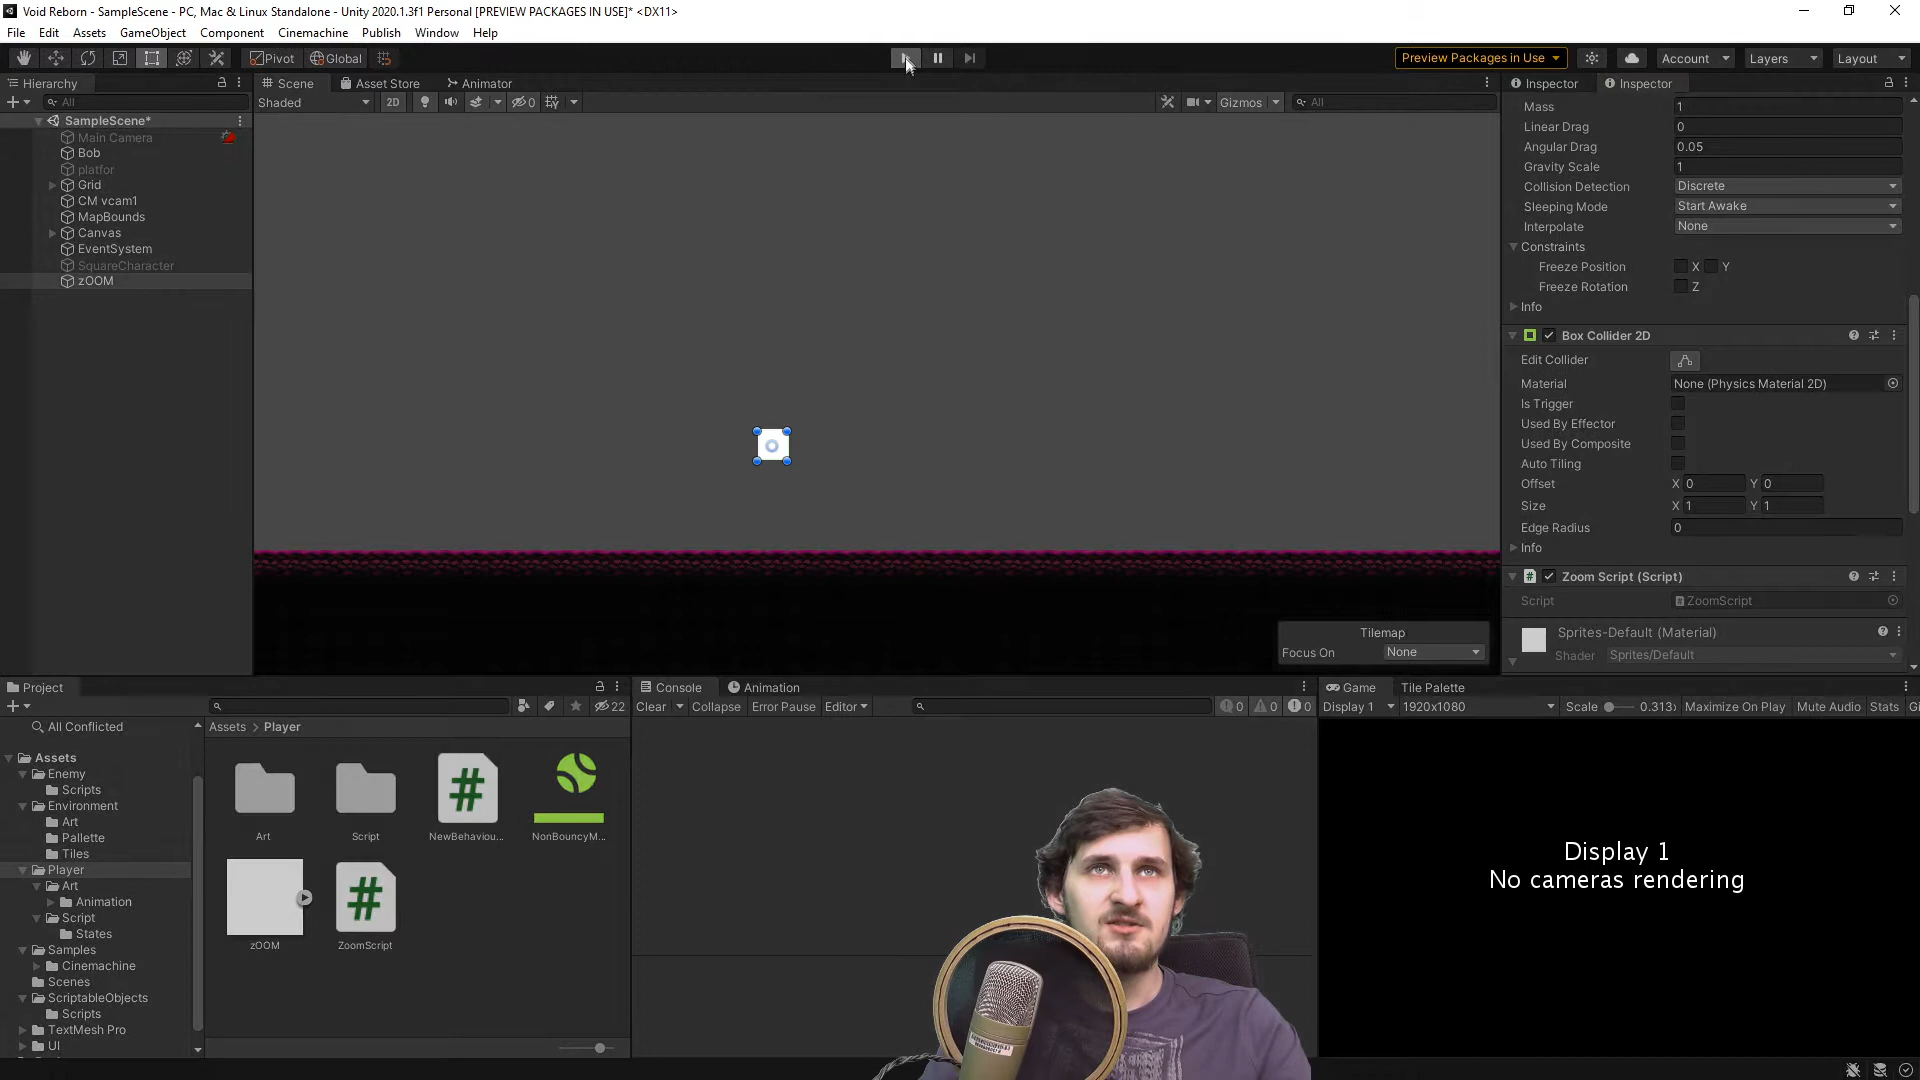 Void Reborn - SampleScene - PC, Mac & Linux Standalone - Unity 2020.1.3f1 Personal [PREVIEW PACKAGES IN USE]* <DX11>
File Edit Assets GameObject Component Cinemachine Publish Window Help
Pivot Global
Preview Packages in Use Account Layers Layout
Hierarchy
All
SampleScene*
Main Camera
Bob
platfor
Grid
CM vcam1
MapBounds
Canvas
EventSystem
SquareCharacter
zOOM
Scene Asset Store Animator
Shaded 2D 0 Gizmos All
Tilemap
Focus On None
Inspector Inspector
Mass 1
Linear Drag 0
Angular Drag 0.05
Gravity Scale 1
Collision Detection Discrete
Sleeping Mode Start Awake
Interpolate None
Constraints
Freeze Position X Y
Freeze Rotation Z
Info
Box Collider 2D
Edit Collider
Material None (Physics Material 2D)
Is Trigger
Used By Effector
Used By Composite
Auto Tiling
Offset X 0 Y 0
Size X 1 Y 1
Edge Radius 0
Info
# Zoom Script (Script)
Script ZoomScript
Sprites-Default (Material)
Shader Sprites/Default
Project
22
All Conflicted
Assets
Enemy
Scripts
Environment
Art
Pallette
Tiles
Player
Art
Animation
Script
States
Samples
Cinemachine
Scenes
ScriptableObjects
Scripts
TextMesh Pro
UI
Assets > Player
Art Script NewBehaviou... NonBouncyM...
zOOM ZoomScript
Console Animation
Clear Collapse Error Pause Editor 0 0 0
Game Tile Palette
Display 1 1920x1080 Scale 0.313 Maximize On Play Mute Audio Stats Gi
Display 1
No cameras rendering